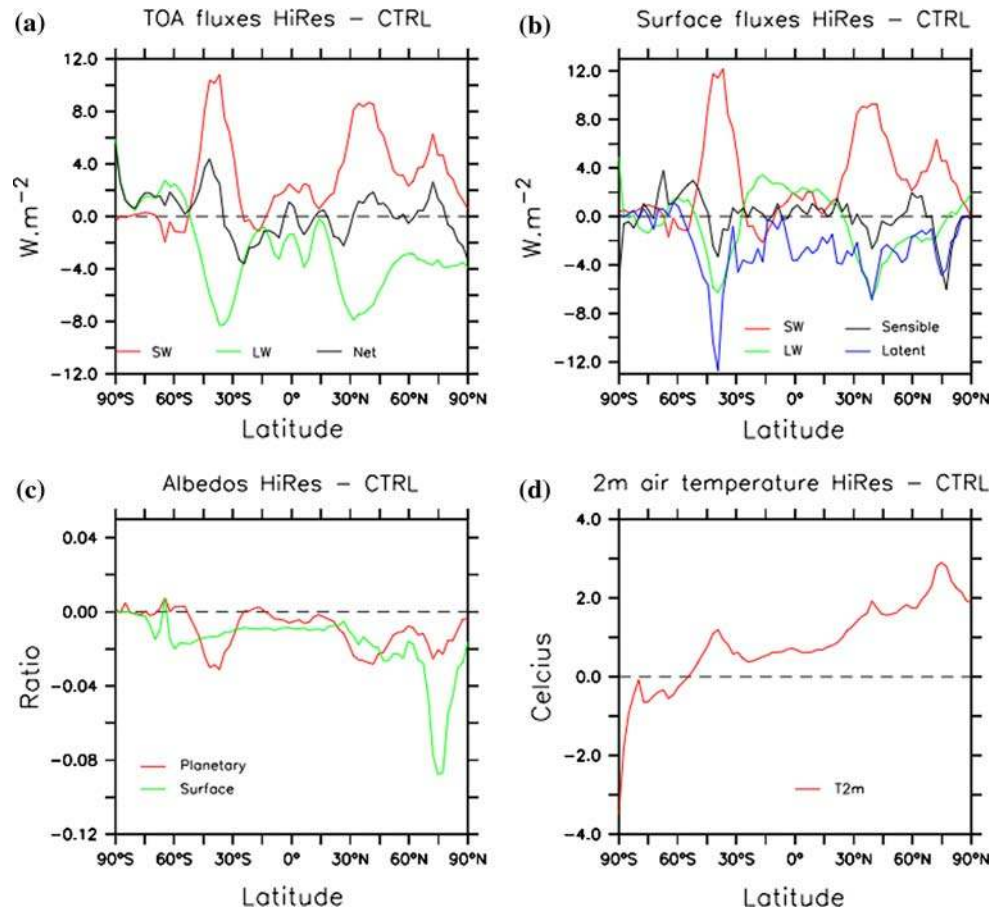 (a) TOA fluxes HiRes – CTRL
12.0
8.0
4.0
0.0
-4.0
-8.0
-12.0
W.m-2
SW LW Net
90°S 60°S 30°S 0° 30°N 60°N 90°N
Latitude
(b) Surface fluxes HiRes – CTRL
12.0
8.0
4.0
0.0
-4.0
-8.0
-12.0
W.m-2
SW Sensible
LW Latent
90°S 60°S 30°S 0° 30°N 60°N 90°N
Latitude
(c) Albedos HiRes – CTRL
0.04
0.00
-0.04
-0.08
-0.12
Ratio
Planetary
Surface
90°S 60°S 30°S 0° 30°N 60°N 90°N
Latitude
(d) 2m air temperature HiRes – CTRL
4.0
2.0
0.0
-2.0
-4.0
Celcius
T2m
90°S 60°S 30°S 0° 30°N 60°N 90°N
Latitude